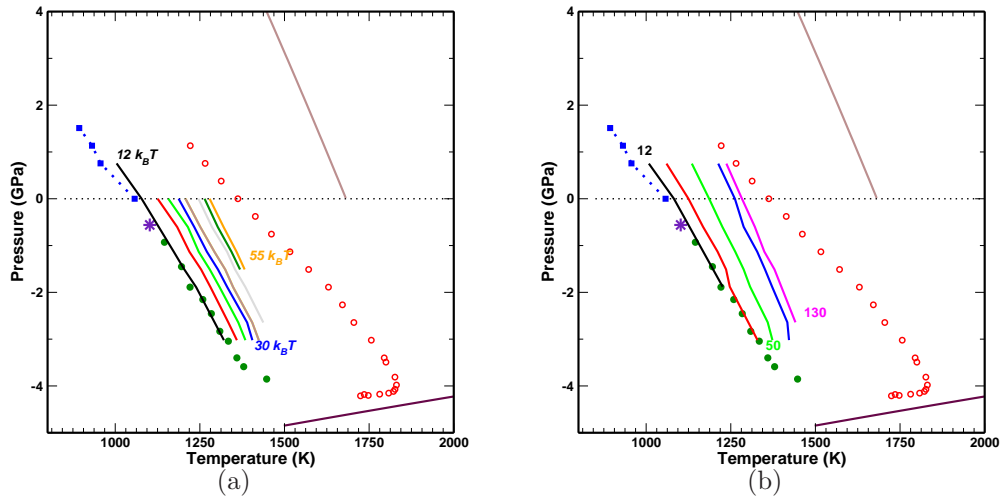 4
2
0
-2
-4
Pressure (GPa)
12 k_BT
55 k_BT
30 k_BT
1000 1250 1500 1750 2000
Temperature (K)
(a)
4
2
0
-2
-4
Pressure (GPa)
12
130
50
1000 1250 1500 1750 2000
Temperature (K)
(b)